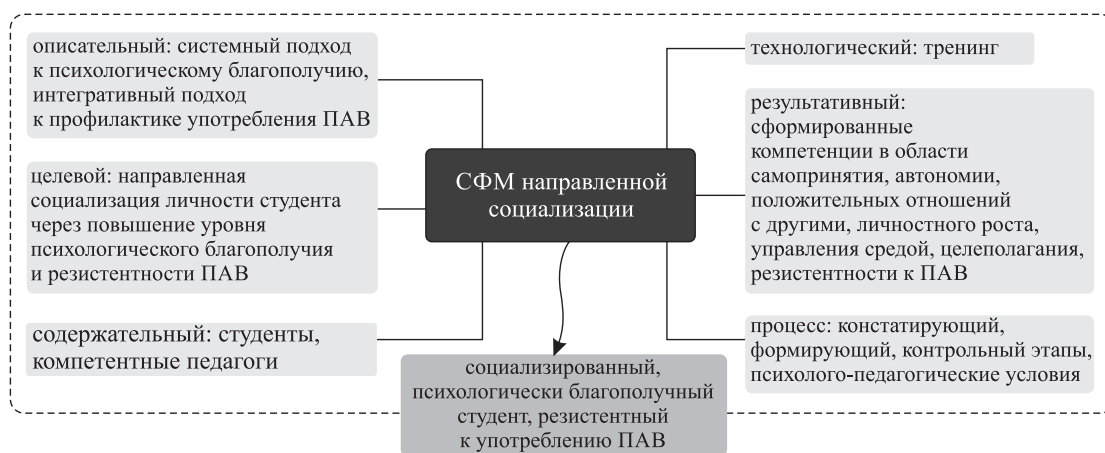 описательный: системный подход
к психологическому благополучию,
интегративный подход
к профилактике употребления ПАВ
целевой: направленная
социализация личности студента
через повышение уровня
психологического благополучия
и резистентности ПАВ
содержательный: студенты,
компетентные педагоги
СФМ направленной
социализации
социализированный,
психологически благополучный
студент, резистентный
к употреблению ПАВ
технологический: тренинг
результативный:
сформированные
компетенции в области
самопринятия, автономии,
положительных отношений
с другими, личностного роста,
управления средой, целеполагания,
резистентности к ПАВ
процесс: констатирующий,
формирующий, контрольный этапы,
психолого-педагогические условия